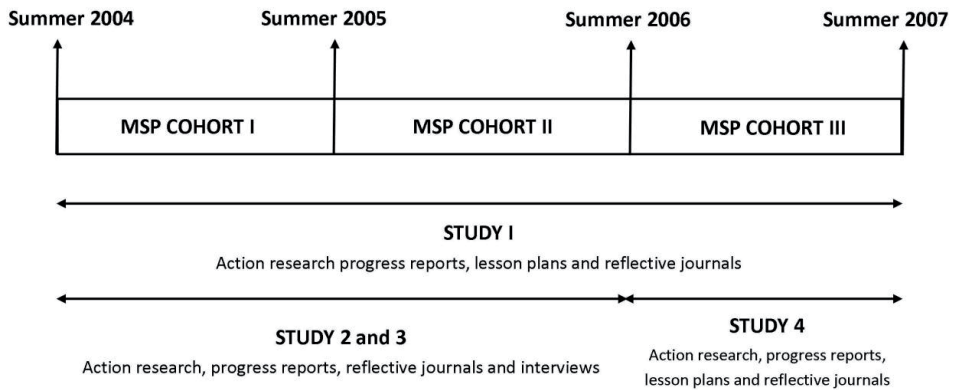 Summer 2004 Summer 2005 Summer 2006 Summer 2007
MSP COHORT I MSP COHORT II MSP COHORT III
STUDY I
Action research progress reports, lesson plans and reflective journals
STUDY 2 and 3
Action research, progress reports, reflective journals and interviews
STUDY 4
Action research, progress reports,
lesson plans and reflective journals